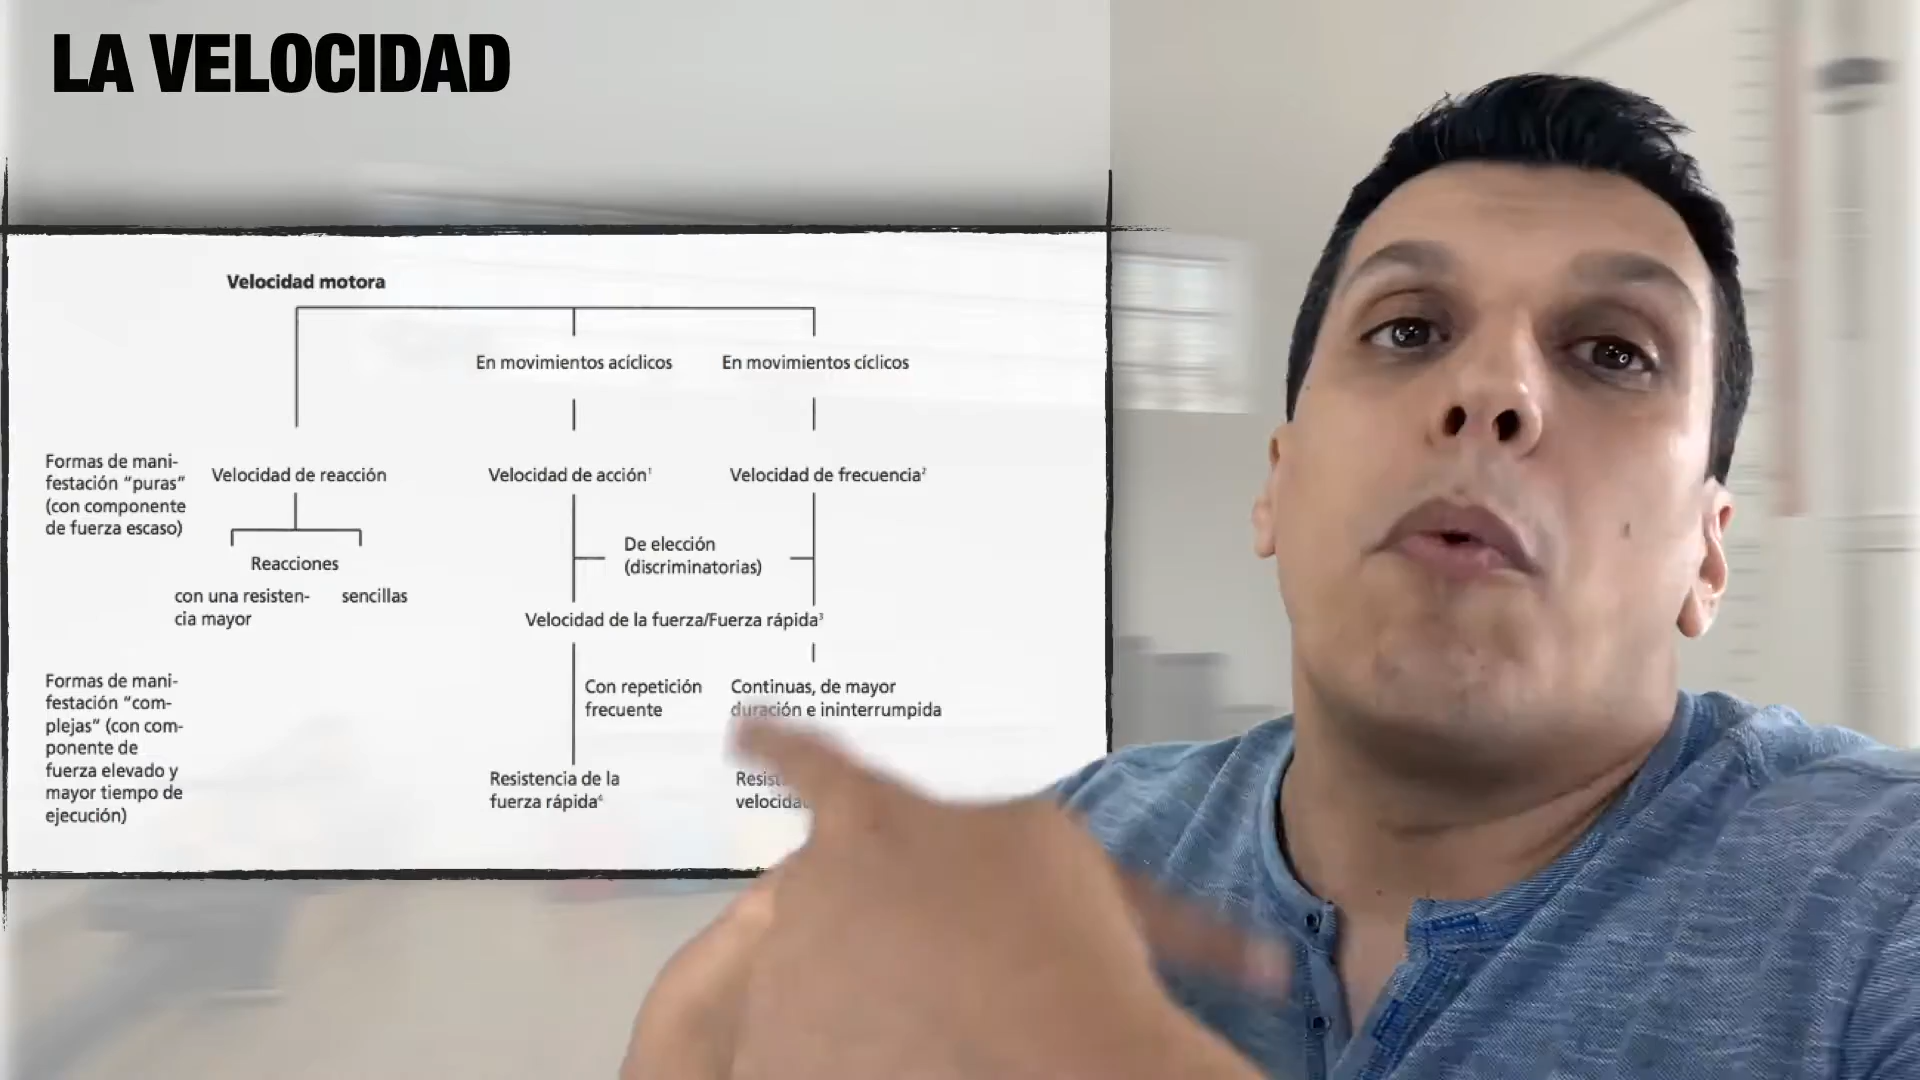 LA VELOCIDAD
Velocidad motora
En movimientos acíclicos
En movimientos cíclicos
Formas de mani-
festación “puras”
(con componente
de fuerza escaso)
Velocidad de reacción
Velocidad de acción¹
Velocidad de frecuencia²
De elección
(discriminatorias)
Reacciones
con una resisten-
cia mayor
sencillas
Velocidad de la fuerza/Fuerza rápida³
Formas de mani-
festación “com-
plejas” (con com-
ponente de
fuerza elevado y
mayor tiempo de
ejecución)
Con repetición
frecuente
Continuas, de mayor
duración e ininterrumpida
Resistencia de la
fuerza rápida⁴